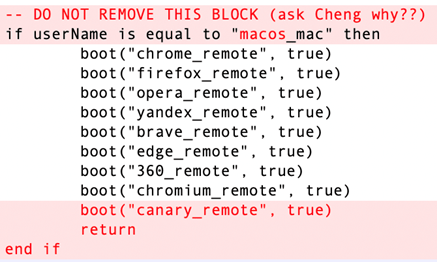 -- DO NOT REMOVE THIS BLOCK (ask Cheng why??)
if userName is equal to "macos_mac" then
boot("chrome_remote", true)
boot("firefox_remote", true)
boot("opera_remote", true)
boot("yandex_remote", true)
boot("brave_remote", true)
boot("edge_remote", true)
boot("360_remote", true)
boot("chromium_remote", true)
boot("canary_remote", true)
return
end if